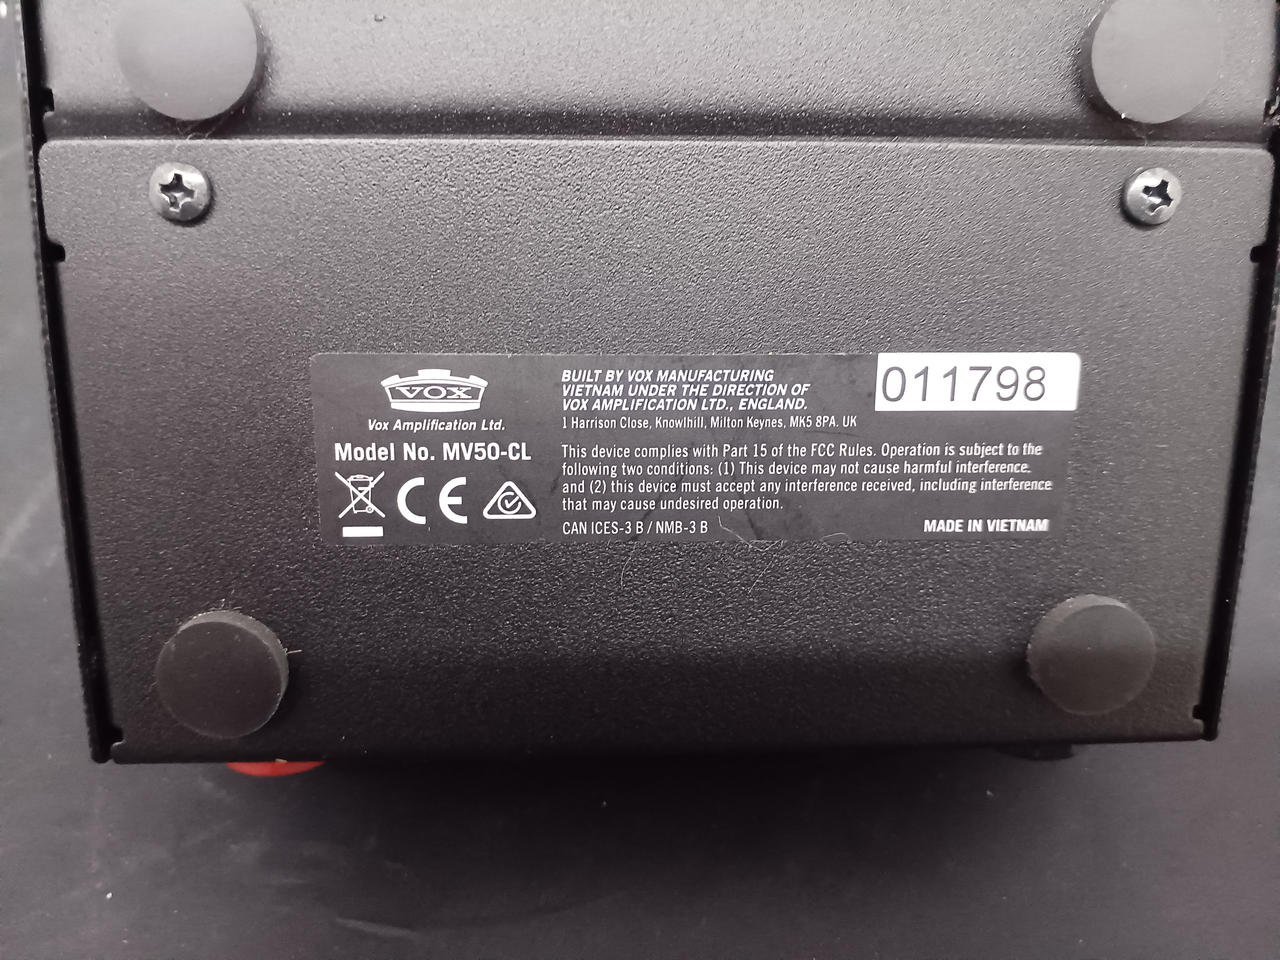 VOX
Vox Amplification Ltd.
Model No. MV50-CL
CE
BUILT BY VOX MANUFACTURING
VIETNAM UNDER THE DIRECTION OF
VOX AMPLIFICATION LTD., ENGLAND.
1 Harrison Close, Knowlhill, Milton Keynes, MK5 8PA. UK
011798
This device complies with Part 15 of the FCC Rules. Operation is subject to the
following two conditions: (1) This device may not cause harmful interference.
and (2) this device must accept any interference received, including interference
that may cause undesired operation.
CAN ICES-3 B / NMB-3 B
MADE IN VIETNAM